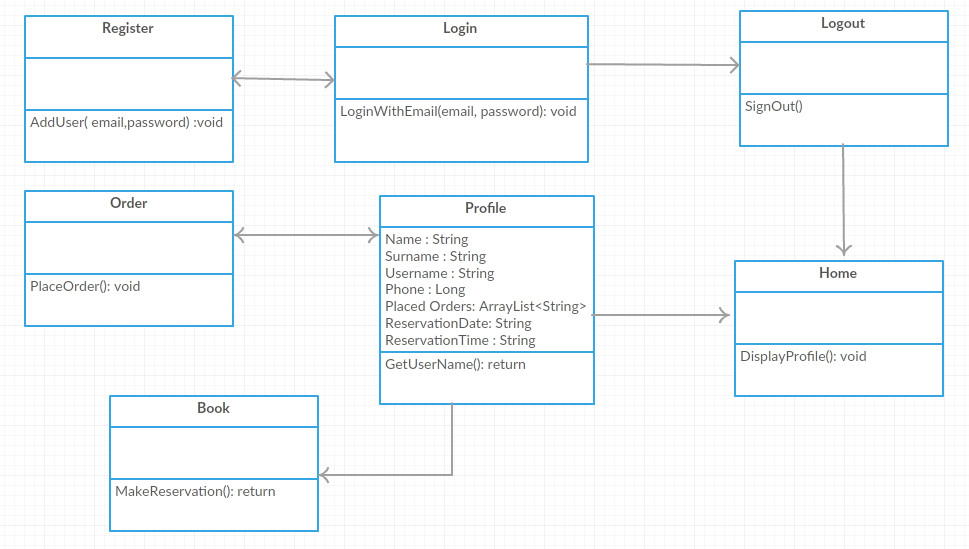 Register
AddUser( email,password) :void
Login
LoginWithEmail(email, password): void
Logout
SignOut()
Order
PlaceOrder(): void
Profile
Name : String
Surname : String
Username : String
Phone : Long
Placed Orders: ArrayList<String>
ReservationDate: String
ReservationTime : String
GetUserName(): return
Home
DisplayProfile(): void
Book
MakeReservation(): return